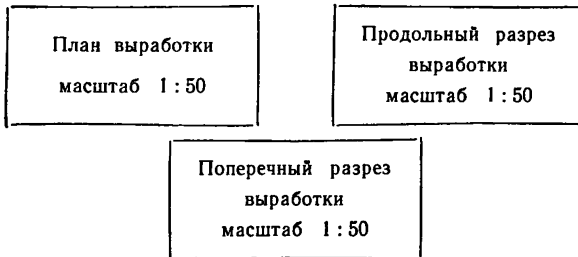 План выработки
масштаб 1 : 50
Продольный разрез
выработки
масштаб 1 : 50
Поперечный разрез
выработки
масштаб 1 : 50